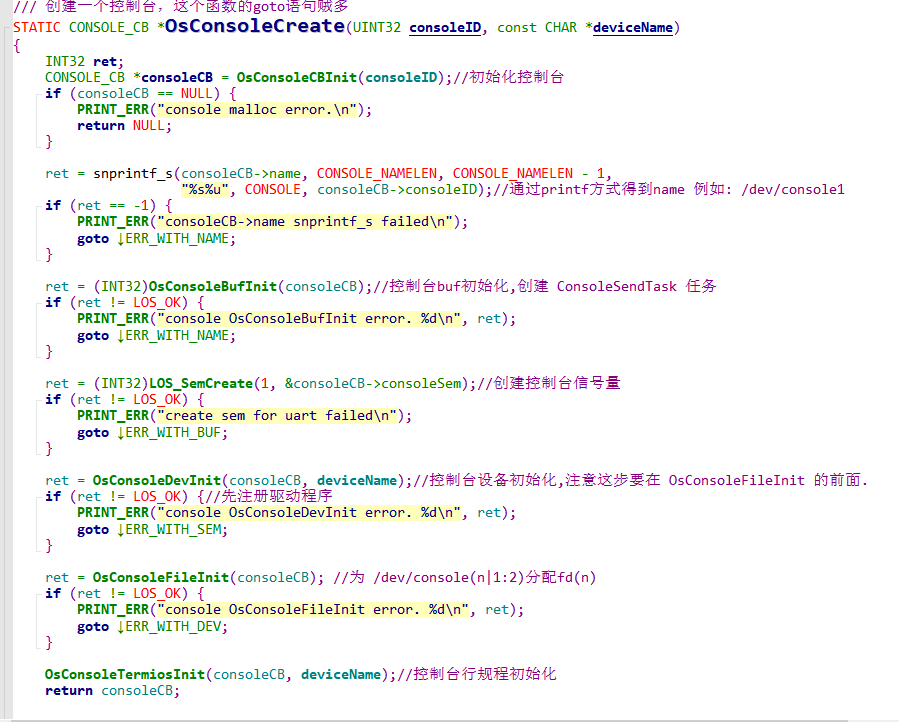 /// 创建一个控制台，这个函数的goto语句贼多
STATIC CONSOLE_CB *OsConsoleCreate(UINT32 consoleID, const CHAR *deviceName)
{
    INT32 ret;
    CONSOLE_CB *consoleCB = OsConsoleCBInit(consoleID);//初始化控制台
    if (consoleCB == NULL) {
        PRINT_ERR("console malloc error.\n");
        return NULL;
    }
    ret = snprintf_s(consoleCB->name, CONSOLE_NAMELEN, CONSOLE_NAMELEN - 1,
                     "%s%u", CONSOLE, consoleCB->consoleID);//通过printf方式得到name 例如: /dev/console1
    if (ret == -1) {
        PRINT_ERR("consoleCB->name snprintf_s failed\n");
        goto ↓ERR_WITH_NAME;
    }
    ret = (INT32)OsConsoleBufInit(consoleCB);//控制台buf初始化,创建 ConsoleSendTask 任务
    if (ret != LOS_OK) {
        PRINT_ERR("console OsConsoleBufInit error. %d\n", ret);
        goto ↓ERR_WITH_NAME;
    }
    ret = (INT32)LOS_SemCreate(1, &consoleCB->consoleSem);//创建控制台信号量
    if (ret != LOS_OK) {
        PRINT_ERR("create sem for uart failed\n");
        goto ↓ERR_WITH_BUF;
    }
    ret = OsConsoleDevInit(consoleCB, deviceName);//控制台设备初始化,注意这步要在 OsConsoleFileInit 的前面.
    if (ret != LOS_OK) {//先注册驱动程序
        PRINT_ERR("console OsConsoleDevInit error. %d\n", ret);
        goto ↓ERR_WITH_SEM;
    }
    ret = OsConsoleFileInit(consoleCB); //为 /dev/console(n|1:2)分配fd(n)
    if (ret != LOS_OK) {
        PRINT_ERR("console OsConsoleFileInit error. %d\n", ret);
        goto ↓ERR_WITH_DEV;
    }
    OsConsoleTermiosInit(consoleCB, deviceName);//控制台行规程初始化
    return consoleCB;